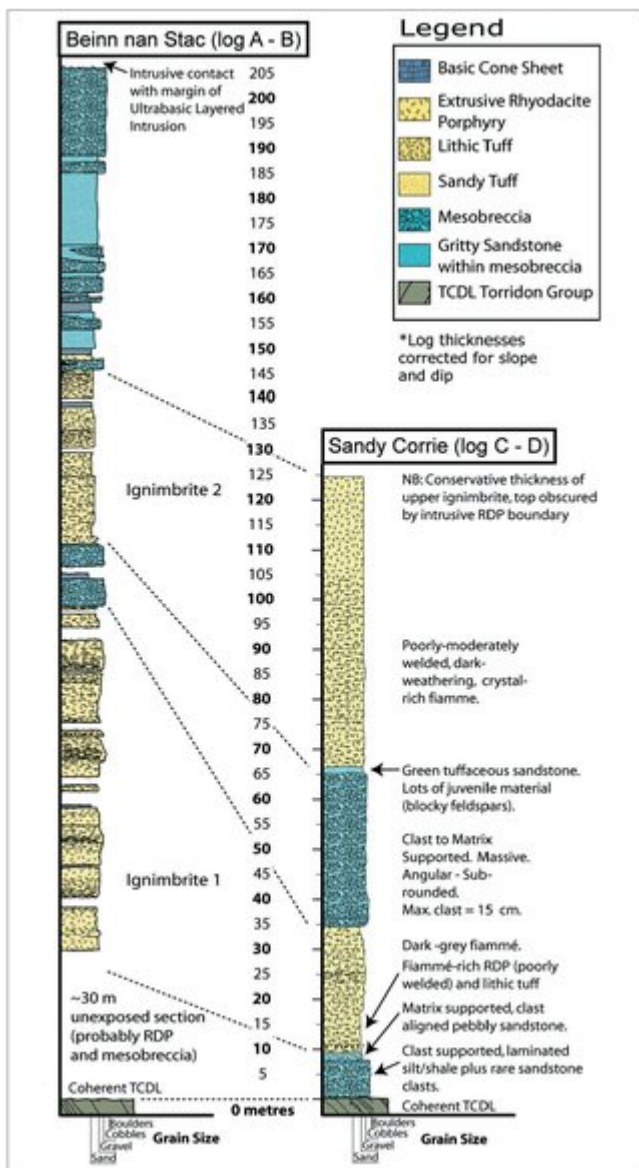 Beinn nan Stac (log A - B)
Intrusive contact
with margin of
Ultrabasic Layered
Intrusion
205
200
195
190
185
180
175
170
165
160
155
150
145
140
135
130
125
120
115
110
105
100
95
90
85
80
75
70
65
60
55
50
45
40
35
30
25
20
15
10
5
0 metres
Ignimbrite 2
Ignimbrite 1
~30 m
unexposed section
(probably RDP
and mesobreccia)
Coherent TCDL
Boulders
Cobbles
Gravel
Sand
Grain Size
Legend
Basic Cone Sheet
Extrusive Rhyodacite
Porphyry
Lithic Tuff
Sandy Tuff
Mesobreccia
Gritty Sandstone
within mesobreccia
TCDL Torridon Group
*Log thicknesses
corrected for slope
and dip
Sandy Corrie (log C - D)
NB: Conservative thickness of
upper ignimbrite, top obscured
by intrusive RDP boundary
Poorly-moderately
welded, dark-
weathering, crystal-
rich fiamme.
Green tuffaceous sandstone.
Lots of juvenile material
(blocky feldspars).
Clast to Matrix
Supported. Massive.
Angular - Sub-
rounded.
Max. clast = 15 cm.
Dark -grey fiammé.
Fiammé-rich RDP (poorly
welded) and lithic tuff
Matrix supported, clast
aligned pebbly sandstone.
Clast supported, laminated
silt/shale plus rare sandstone
clasts.
Coherent TCDL
Boulders
Cobbles
Gravel
Sand
Grain Size